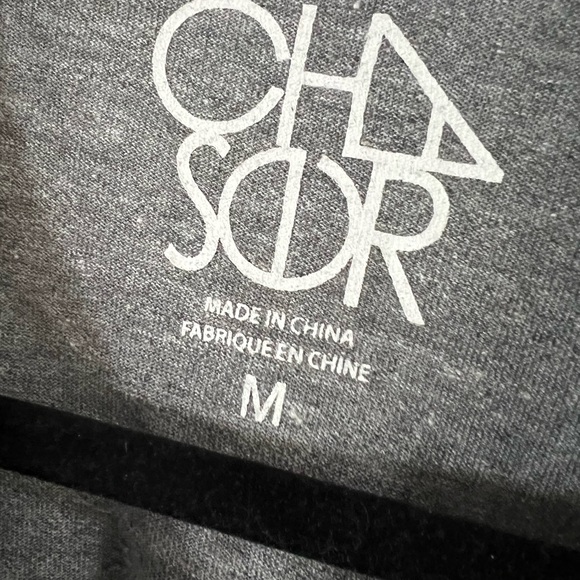 CHA
SOR
MADE IN CHINA
FABRIQUE EN CHINE
M